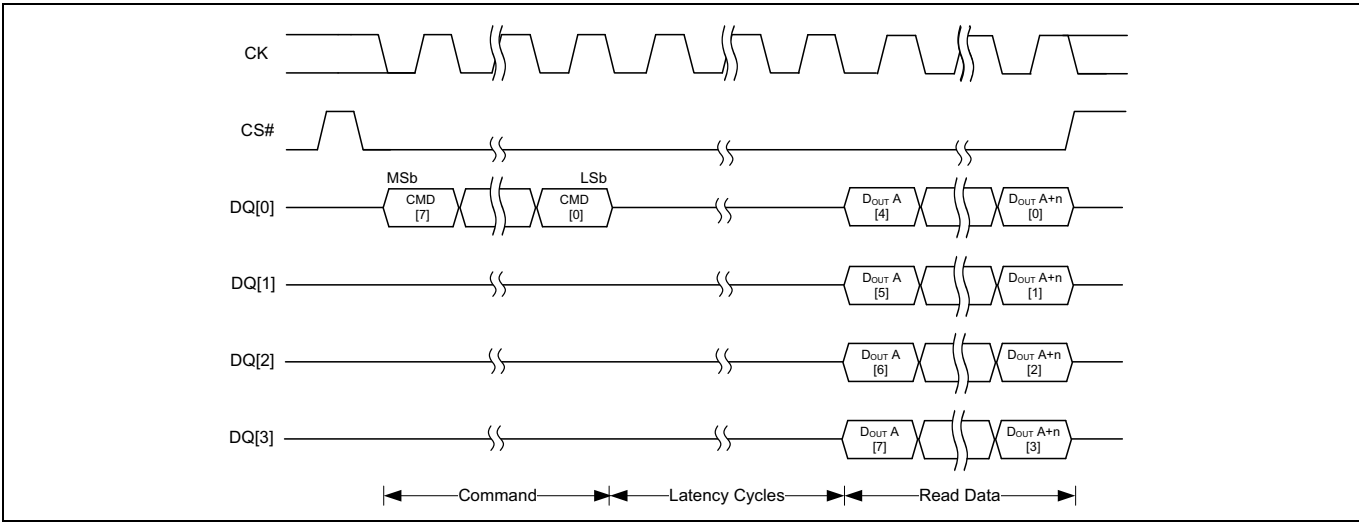 CK
CS#
MSb LSb
DQ[0] CMD [7] CMD [0] DOUT A [4] DOUT A+n [0]
DQ[1] DOUT A [5] DOUT A+n [1]
DQ[2] DOUT A [6] DOUT A+n [2]
DQ[3] DOUT A [7] DOUT A+n [3]
Command Latency Cycles Read Data